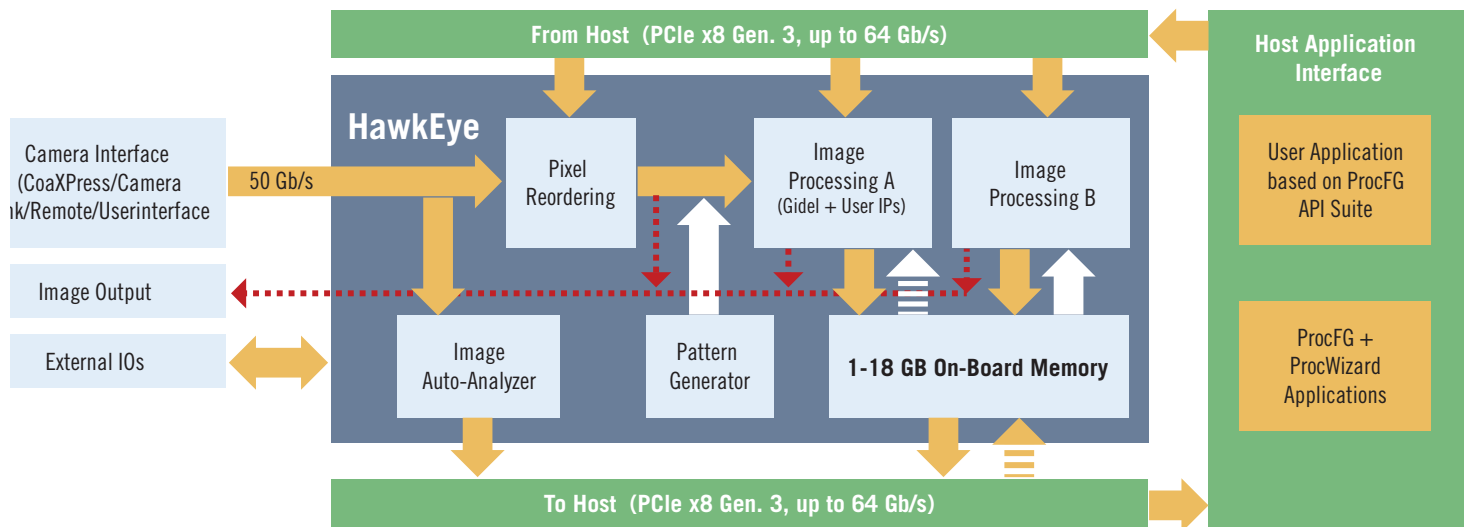 From Host (PCIe x8 Gen. 3, up to 64 Gb/s)
Host Application
Interface
HawkEye
Camera Interface
(CoaXPress/Camera
nk/Remote/Userinterface
50 Gb/s
Pixel
Reordering
Image
Processing A
(Gidel + User IPs)
Image
Processing B
User Application
based on ProcFG
API Suite
Image Output
External IOs
Image
Auto-Analyzer
Pattern
Generator
1-18 GB On-Board Memory
ProcFG +
ProcWizard
Applications
To Host (PCIe x8 Gen. 3, up to 64 Gb/s)